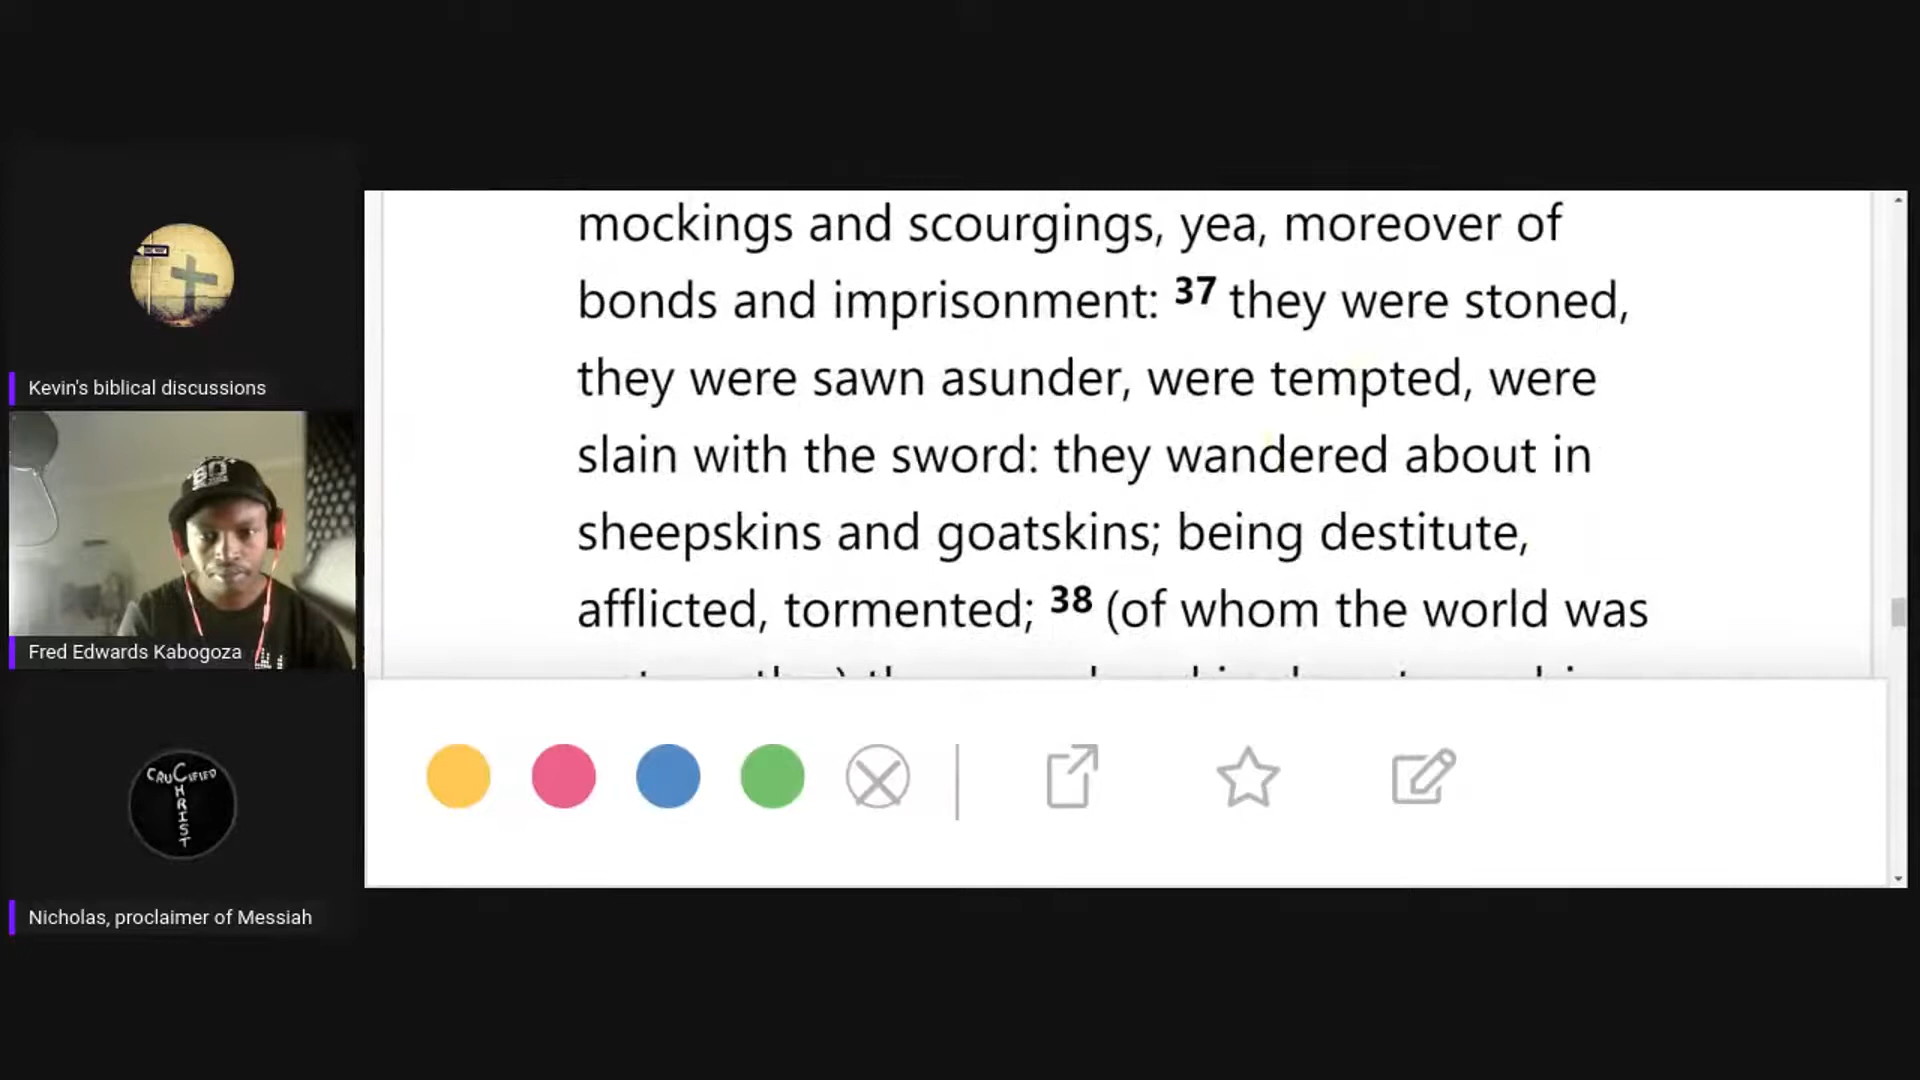 Kevin's biblical discussions
Fred Edwards Kabogoza
CRUCIFIED
CHRIST
Nicholas, proclaimer of Messiah
mockings and scourgings, yea, moreover of
bonds and imprisonment: 37 they were stoned,
they were sawn asunder, were tempted, were
slain with the sword: they wandered about in
sheepskins and goatskins; being destitute,
afflicted, tormented; 38 (of whom the world was